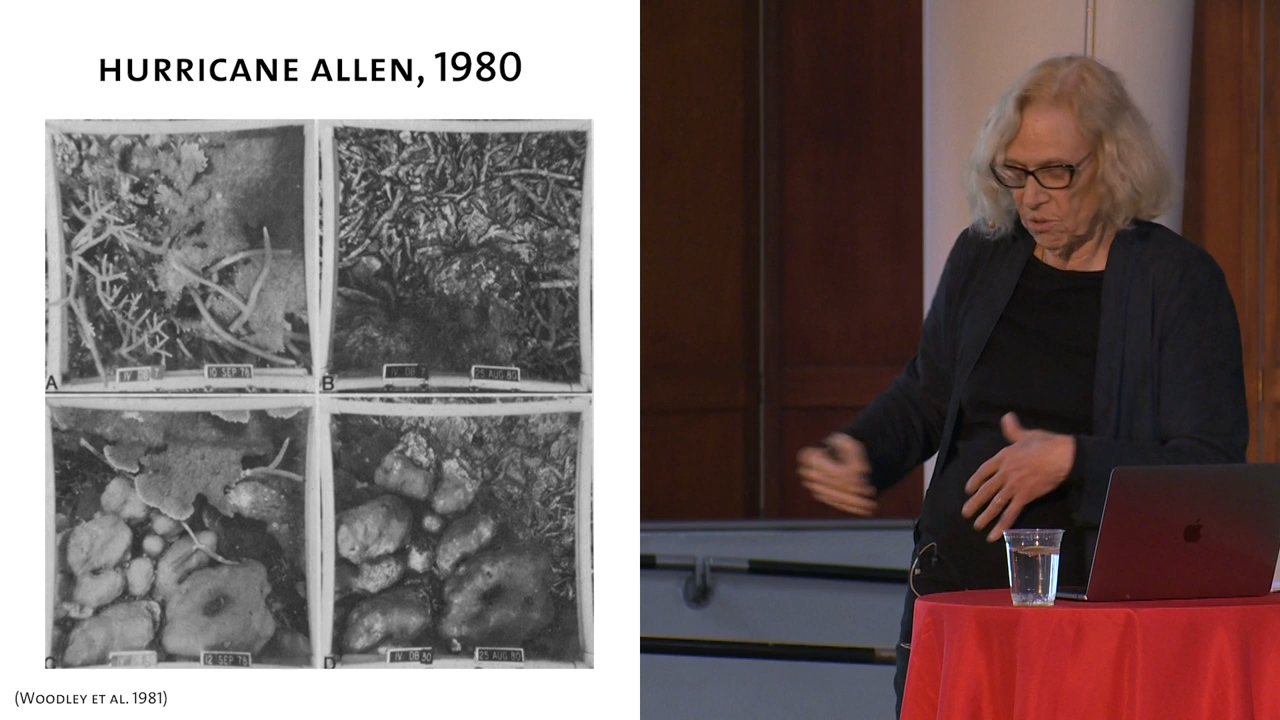 HURRICANE ALLEN, 1980
A
10 SEP 78
B
25 AUG 80
12 SEP 78
IV 08 30
25 AUG 80
(WOODLEY ET AL. 1981)